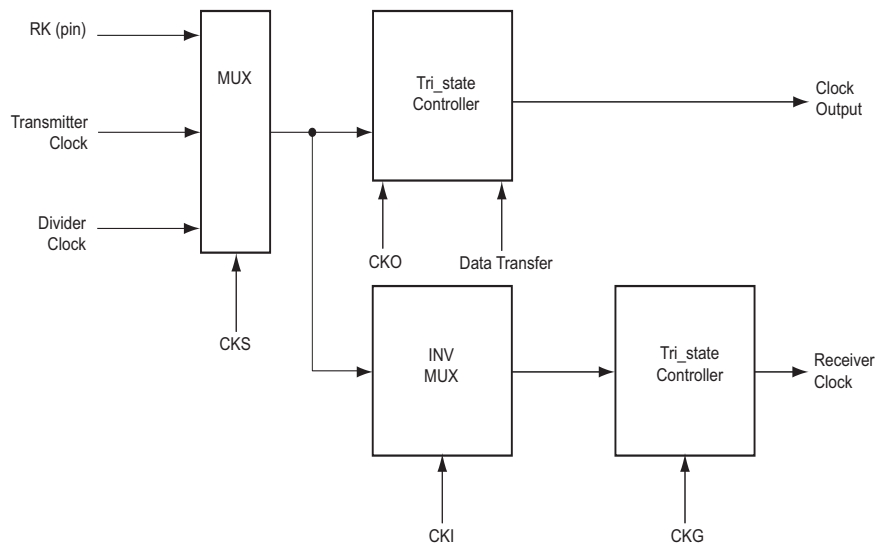 RK (pin)
MUX
Tri_state
Controller
Clock
Output
Transmitter
Clock
Divider
Clock
CKO
Data Transfer
CKS
INV
MUX
Tri_state
Controller
Receiver
Clock
CKI
CKG